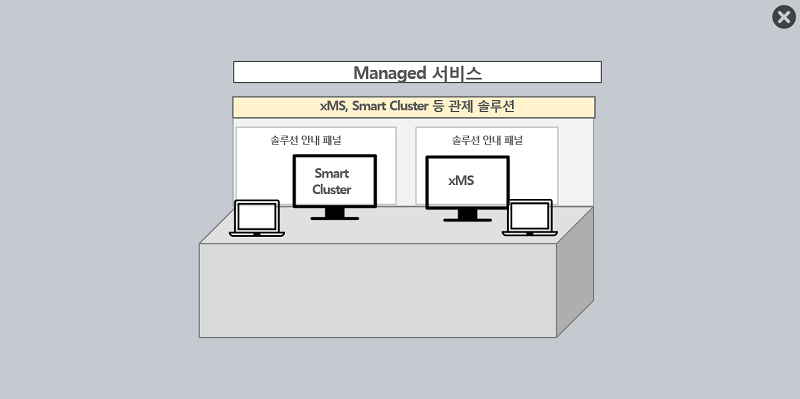 Managed 서비스
xMS, Smart Cluster 등 관제 솔루션
솔루션 안내 패널
솔루션 안내 패널
Smart
Cluster
xMS